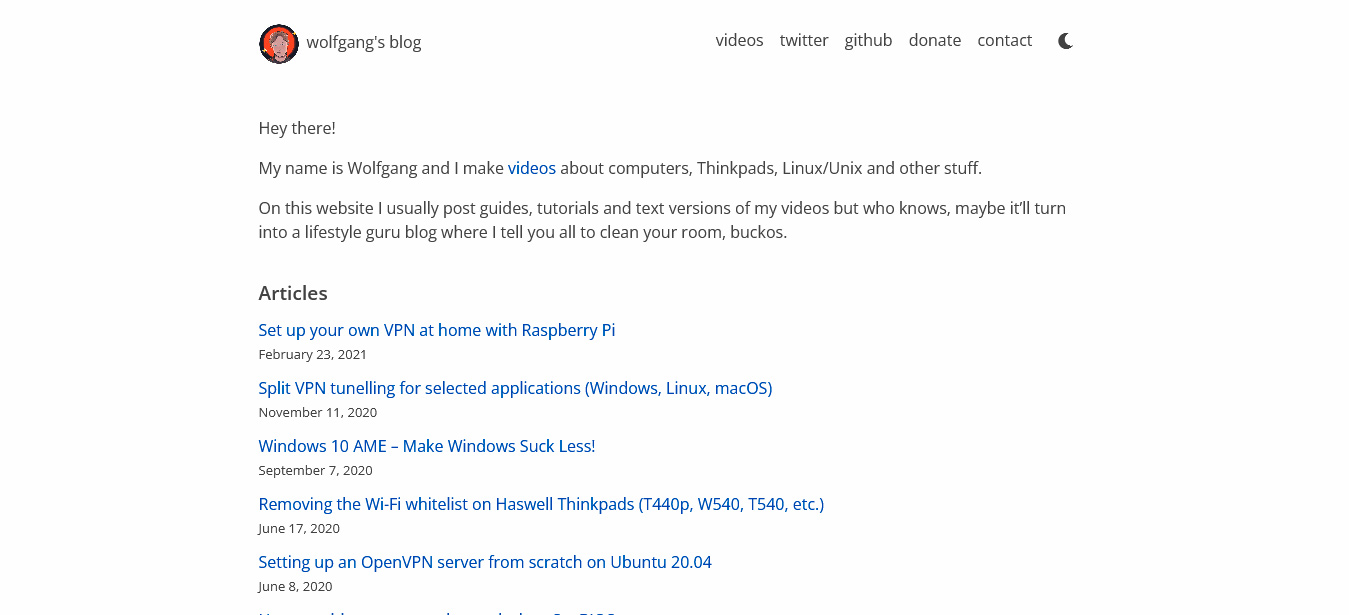 wolfgang's blog
videos twitter github donate contact
Hey there!
My name is Wolfgang and I make videos about computers, Thinkpads, Linux/Unix and other stuff.
On this website I usually post guides, tutorials and text versions of my videos but who knows, maybe it’ll turn
into a lifestyle guru blog where I tell you all to clean your room, buckos.
Articles
Set up your own VPN at home with Raspberry Pi
February 23, 2021
Split VPN tunelling for selected applications (Windows, Linux, macOS)
November 11, 2020
Windows 10 AME – Make Windows Suck Less!
September 7, 2020
Removing the Wi-Fi whitelist on Haswell Thinkpads (T440p, W540, T540, etc.)
June 17, 2020
Setting up an OpenVPN server from scratch on Ubuntu 20.04
June 8, 2020